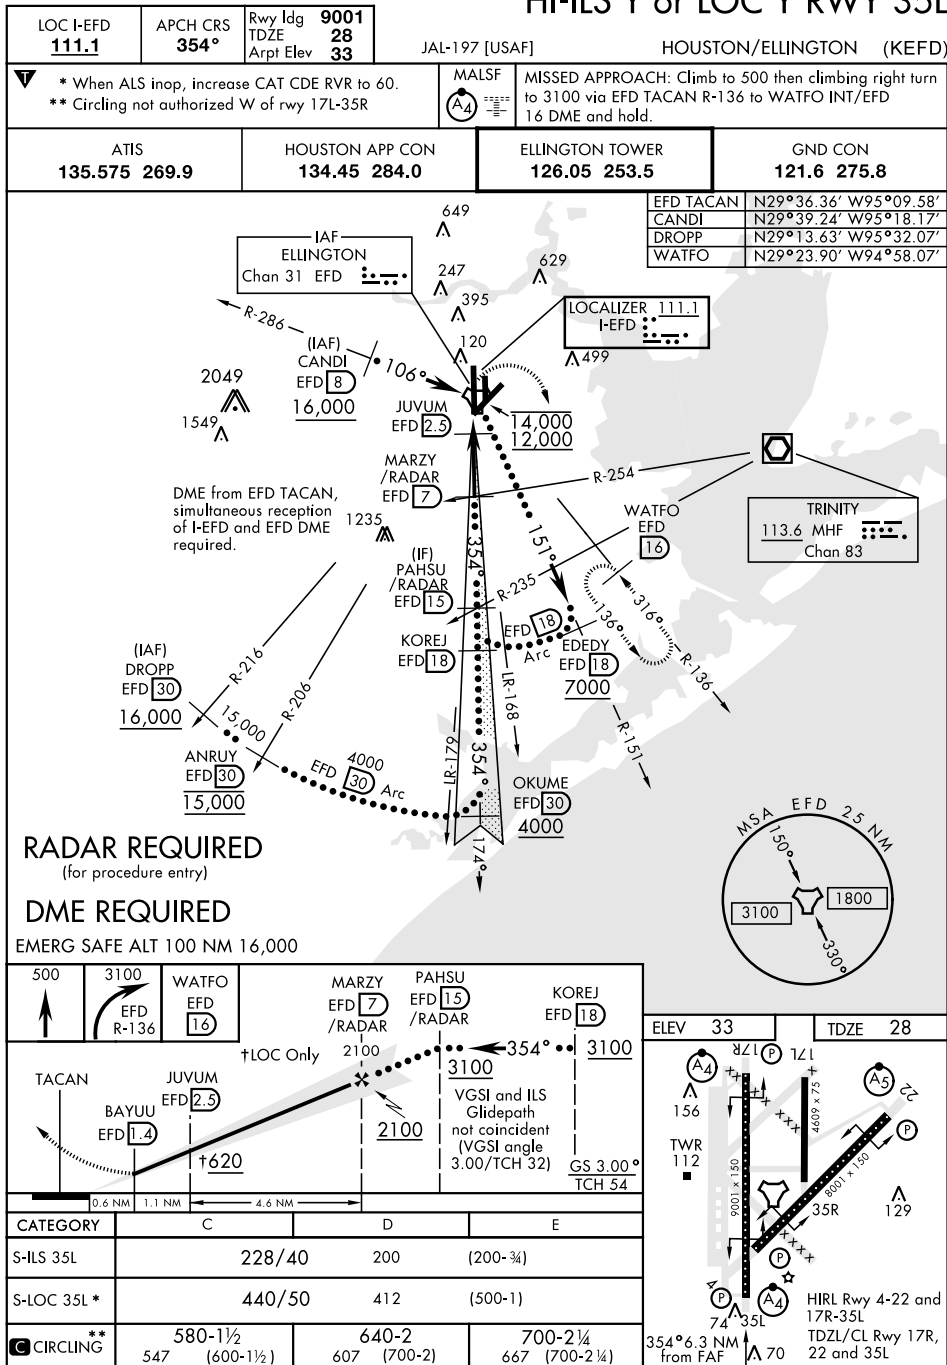 HI-ILS Y or LOC Y RWY 35L
LOC I-EFD
111.1
APCH CRS
354°
Rwy ldg 9001
TDZE 28
Arpt Elev 33
JAL-197 [USAF]
HOUSTON/ELLINGTON (KEFD)
T
* When ALS inop, increase CAT CDE RVR to 60.
** Circling not authorized W of rwy 17L-35R
MALSF
A4
MISSED APPROACH: Climb to 500 then climbing right turn
to 3100 via EFD TACAN R-136 to WATFO INT/EFD
16 DME and hold.
ATIS
135.575 269.9
HOUSTON APP CON
134.45 284.0
ELLINGTON TOWER
126.05 253.5
GND CON
121.6 275.8
EFD TACAN N29°36.36' W95°09.58'
CANDI N29°39.24' W95°18.17'
DROPP N29°13.63' W95°32.07'
WATFO N29°23.90' W94°58.07'
649
IAF
ELLINGTON
Chan 31 EFD
247
629
395
LOCALIZER 111.1
I-EFD
R-286
120
499
(IAF)
CANDI
EFD 8
16,000
106°
2049
1549
JUVUM
EFD 2.5
14,000
12,000
MARZY
/RADAR
EFD 7
R-254
DME from EFD TACAN,
simultaneous reception
of I-EFD and EFD DME
required.
1235
TRINITY
113.6 MHF
Chan 83
WATFO
EFD
16
151°
354°
(IF)
PAHSU
/RADAR
EFD 15
R-235
316°
136°
KOREJ
EFD 18
EFD 18
Arc
EDEDY
EFD 18
7000
R-136
(IAF)
DROPP
EFD 30
16,000
R-216
R-206
LR-168
15,000
LR-179
R-151
ANRUY
EFD 30
15,000
4000
EFD 30 Arc
354°
OKUME
EFD 30
4000
174°
RADAR REQUIRED
(for procedure entry)
DME REQUIRED
EMERG SAFE ALT 100 NM 16,000
MSA EFD 25 NM
150°
3100
1800
330°
500
3100
EFD
R-136
WATFO
EFD
16
MARZY
EFD 7
/RADAR
PAHSU
EFD 15
/RADAR
KOREJ
EFD 18
†LOC Only
2100
354°
3100
3100
TACAN
JUVUM
EFD 2.5
BAYUU
EFD 1.4
†620
2100
VGSI and ILS
Glidepath
not coincident
(VGSI angle
3.00/TCH 32)
GS 3.00°
TCH 54
0.6 NM
1.1 NM
4.6 NM
ELEV 33
TDZE 28
A4
17R
P
17L
A5
22
156
4609 x 75
P
TWR
112
9001 x 150
8001 x 150
35R
129
P
4
P
74
35L
A4
HIRL Rwy 4-22 and
17R-35L
TDZL/CL Rwy 17R,
22 and 35L
354° 6.3 NM
from FAF
70
CATEGORY C D E
S-ILS 35L 228/40 200 (200-¾)
S-LOC 35L * 440/50 412 (500-1)
C CIRCLING ** 580-1½ 640-2 700-2¼
547 (600-1½) 607 (700-2) 667 (700-2¼)